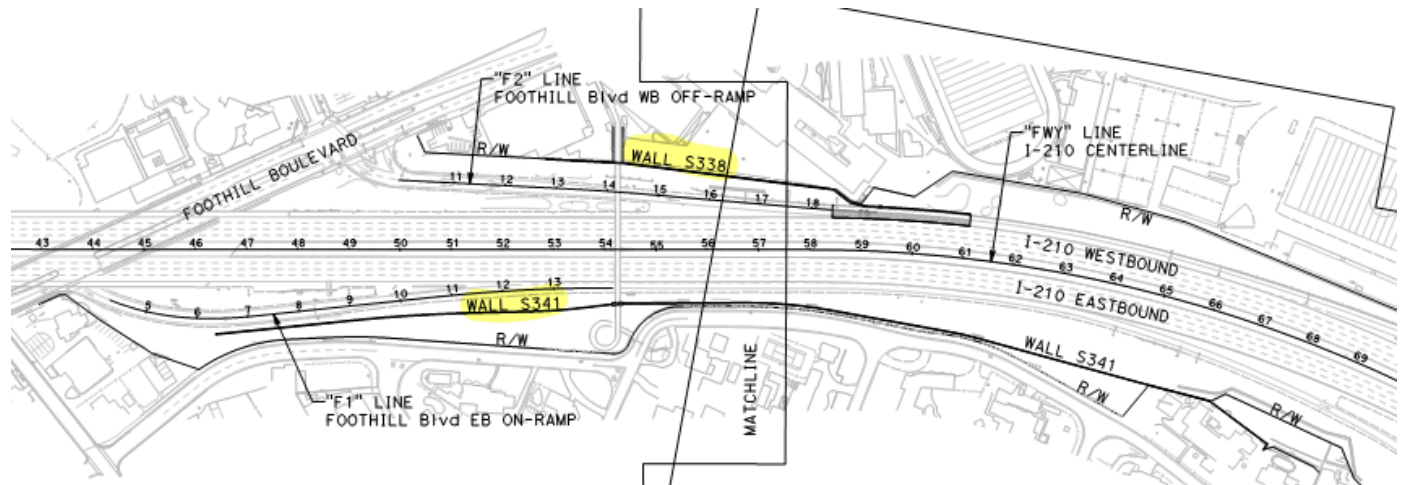 "F2" LINE
FOOTHILL Blvd WB OFF-RAMP
"FWY" LINE
I-210 CENTERLINE
R/W
WALL S338
FOOTHILL BOULEVARD
11 12 13 14 15 16 17 18
R/W
I-210 WESTBOUND
43 44 45 46 47 48 49 50 51 52 53 54 55 56 57 58 59 60 61 62 63 64 65 66 67 68 69
I-210 EASTBOUND
5 6 7 8 9 10 11 12 13
WALL S341
R/W
WALL S341
R/W
R/W
MATCHLINE
"F1" LINE
FOOTHILL Blvd EB ON-RAMP